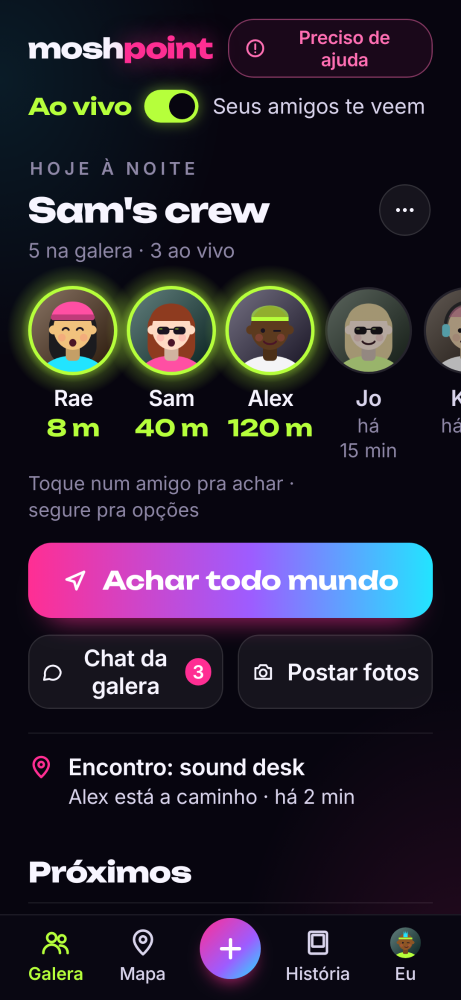 moshpoint
Preciso de
ajuda
Ao vivo
Seus amigos te veem
HOJE À NOITE
Sam's crew
5 na galera · 3 ao vivo
Rae
Sam
Alex
Jo
8 m
40 m
120 m
há
15 min
há
Toque num amigo pra achar ·
segure pra opções
Achar todo mundo
Chat da
galera
3
Postar fotos
Encontro: sound desk
Alex está a caminho · há 2 min
Próximos
Galera
Mapa
História
Eu